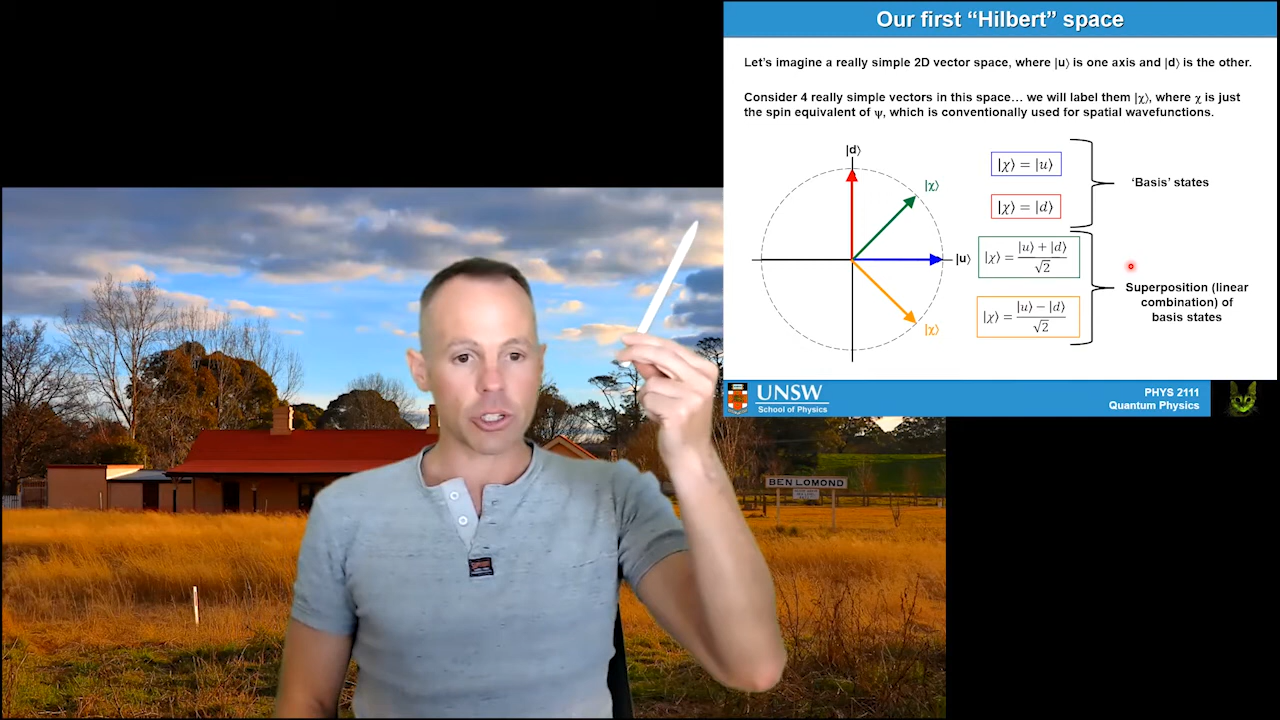 Our first “Hilbert” space
Let’s imagine a really simple 2D vector space, where |u⟩ is one axis and |d⟩ is the other.
Consider 4 really simple vectors in this space… we will label them |χ⟩, where χ is just
the spin equivalent of ψ, which is conventionally used for spatial wavefunctions.
|d⟩
|χ⟩
|u⟩
|χ⟩
|χ⟩ = |u⟩
|χ⟩ = |d⟩
|χ⟩ = |u⟩ + |d⟩ / √2
|χ⟩ = |u⟩ − |d⟩ / √2
‘Basis’ states
Superposition (linear
combination) of
basis states
UNSW
School of Physics
PHYS 2111
Quantum Physics
BEN LOMOND